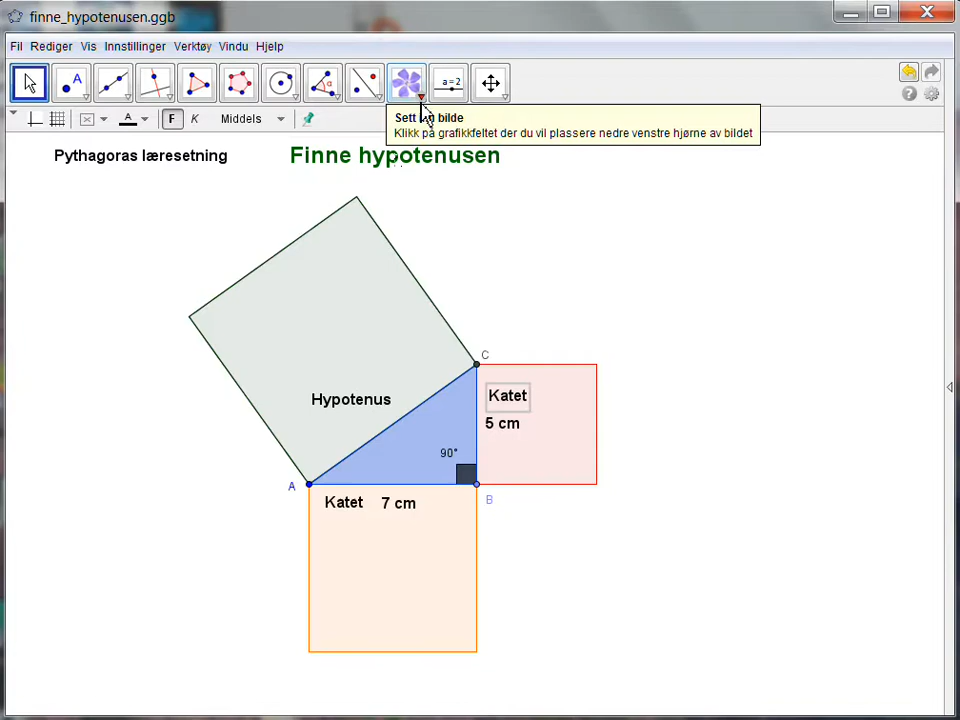 finne_hypotenusen.ggb
Fil Rediger Vis Innstillinger Verktøy Vindu Hjelp
A
α
a=2
A F K Middels
Sett inn bilde
Klikk på grafikkfeltet der du vil plassere nedre venstre hjørne av bildet
Pythagoras læresetning
Finne hypotenusen
C
Hypotenus
Katet
5 cm
90°
A
B
Katet 7 cm